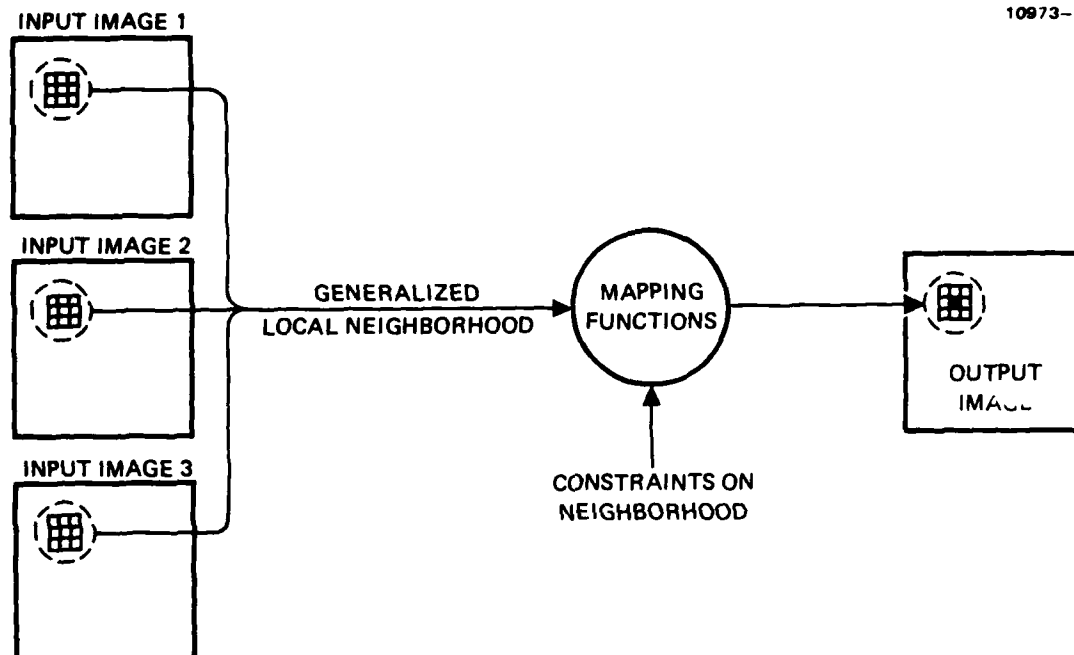 10973-
INPUT IMAGE 1
INPUT IMAGE 2
INPUT IMAGE 3
GENERALIZED
LOCAL NEIGHBORHOOD
MAPPING
FUNCTIONS
CONSTRAINTS ON
NEIGHBORHOOD
OUTPUT